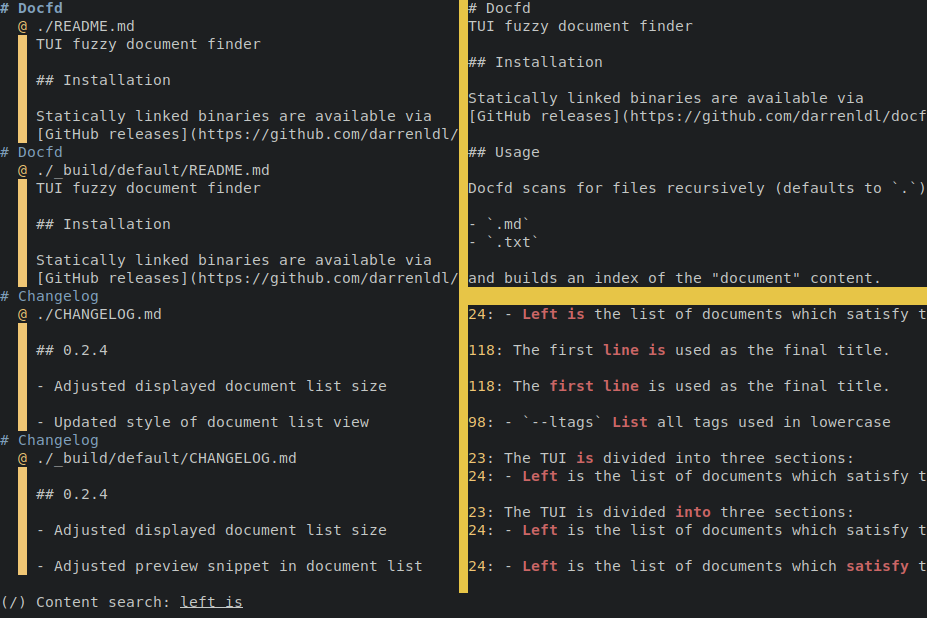 # Docfd
@ ./README.md
TUI fuzzy document finder
## Installation
Statically linked binaries are available via
[GitHub releases](https://github.com/darrenldl/
# Docfd
@ ./_build/default/README.md
TUI fuzzy document finder
## Installation
Statically linked binaries are available via
[GitHub releases](https://github.com/darrenldl/
# Changelog
@ ./CHANGELOG.md
## 0.2.4
- Adjusted displayed document list size
- Updated style of document list view
# Changelog
@ ./_build/default/CHANGELOG.md
## 0.2.4
- Adjusted displayed document list size
- Adjusted preview snippet in document list
# Docfd
TUI fuzzy document finder
## Installation
Statically linked binaries are available via
[GitHub releases](https://github.com/darrenldl/docf
## Usage
Docfd scans for files recursively (defaults to `.`)
- `.md`
- `.txt`
and builds an index of the "document" content.
24: - Left is the list of documents which satisfy t
118: The first line is used as the final title.
118: The first line is used as the final title.
98: - `--ltags` List all tags used in lowercase
23: The TUI is divided into three sections:
24: - Left is the list of documents which satisfy t
23: The TUI is divided into three sections:
24: - Left is the list of documents which satisfy t
24: - Left is the list of documents which satisfy t
(/) Content search: left is